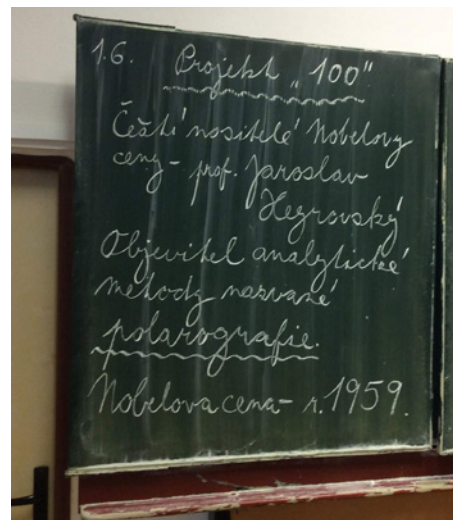 1.6. Projekt „100"
Čeští nositelé Nobelovy
ceny - prof. Jaroslav
Heyrovský
Objevitel analytické
metody nazvané
polarografie.
Nobelova cena - r. 1959.